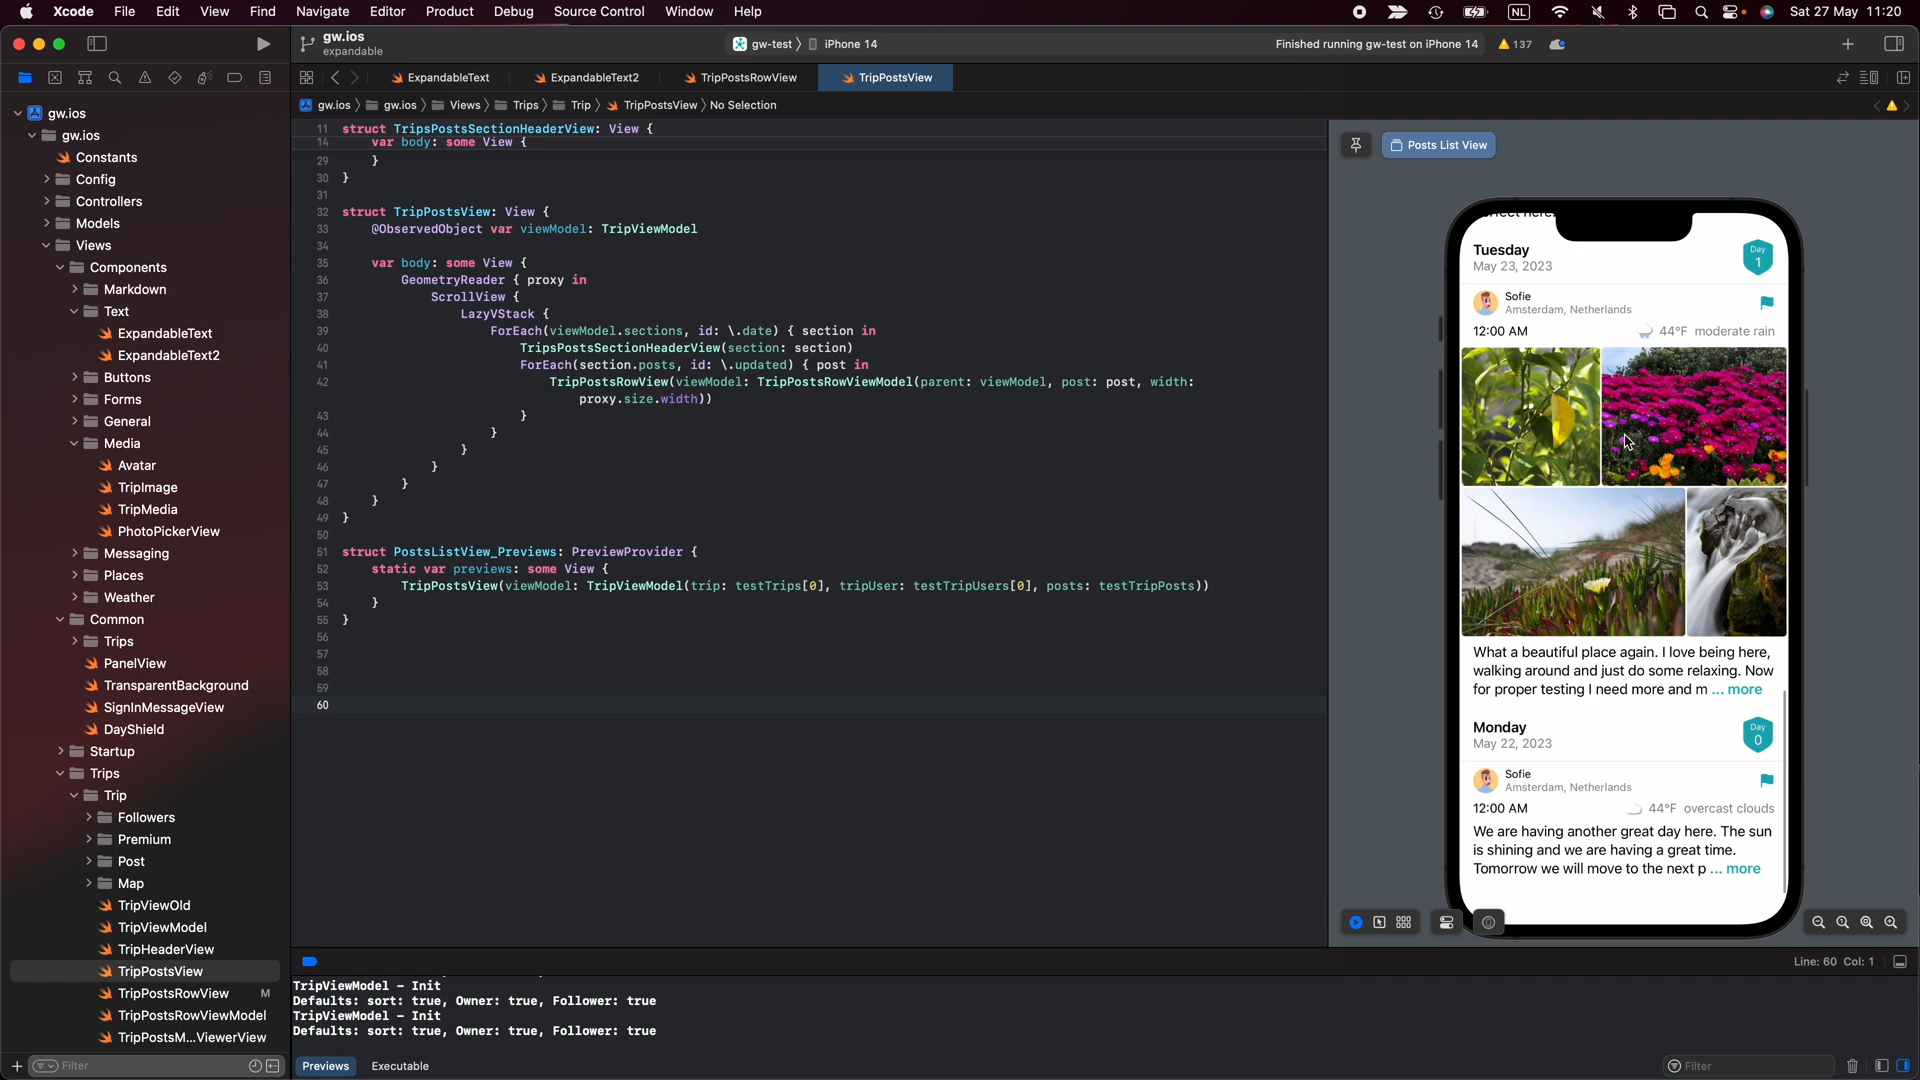 Xcode File Edit View Find Navigate Editor Product Debug Source Control Window Help
NL
Sat 27 May 11:20
gw.ios
expandable
gw-test
iPhone 14
Finished running gw-test on iPhone 14
137
ExpandableText
ExpandableText2
TripPostsRowView
TripPostsView
gw.ios
gw.ios
Views
Trips
Trip
TripPostsView
No Selection
gw.ios
gw.ios
Constants
Config
Controllers
Models
Views
Components
Markdown
Text
ExpandableText
ExpandableText2
Buttons
Forms
General
Media
Avatar
TripImage
TripMedia
PhotoPickerView
Messaging
Places
Weather
Common
Trips
PanelView
TransparentBackground
SignInMessageView
DayShield
Startup
Trips
Trip
Followers
Premium
Post
Map
TripViewOld
TripViewModel
TripHeaderView
TripPostsView
TripPostsRowView M
TripPostsRowViewModel
TripPostsM...ViewerView
Filter
11 struct TripsPostsSectionHeaderView: View {
14 var body: some View {
29 }
30 }
31
32 struct TripPostsView: View {
33 @ObservedObject var viewModel: TripViewModel
34
35 var body: some View {
36 GeometryReader { proxy in
37 ScrollView {
38 LazyVStack {
39 ForEach(viewModel.sections, id: \.date) { section in
40 TripsPostsSectionHeaderView(section: section)
41 ForEach(section.posts, id: \.updated) { post in
42 TripPostsRowView(viewModel: TripPostsRowViewModel(parent: viewModel, post: post, width:
proxy.size.width))
43 }
44 }
45 }
46 }
47 }
48 }
49 }
50
51 struct PostsListView_Previews: PreviewProvider {
52 static var previews: some View {
53 TripPostsView(viewModel: TripViewModel(trip: testTrips[0], tripUser: testTripUsers[0], posts: testTripPosts))
54 }
55 }
56
57
58
59
60
Posts List View
Tuesday
May 23, 2023
Day
1
Sofie
Amsterdam, Netherlands
12:00 AM
44°F moderate rain
What a beautiful place again. I love being here,
walking around and just do some relaxing. Now
for proper testing I need more and m ... more
Monday
May 22, 2023
Day
0
Sofie
Amsterdam, Netherlands
12:00 AM
44°F overcast clouds
We are having another great day here. The sun
is shining and we are having a great time.
Tomorrow we will move to the next p ... more
Line: 60 Col: 1
TripViewModel - Init
Defaults: sort: true, Owner: true, Follower: true
TripViewModel - Init
Defaults: sort: true, Owner: true, Follower: true
Previews
Executable
Filter